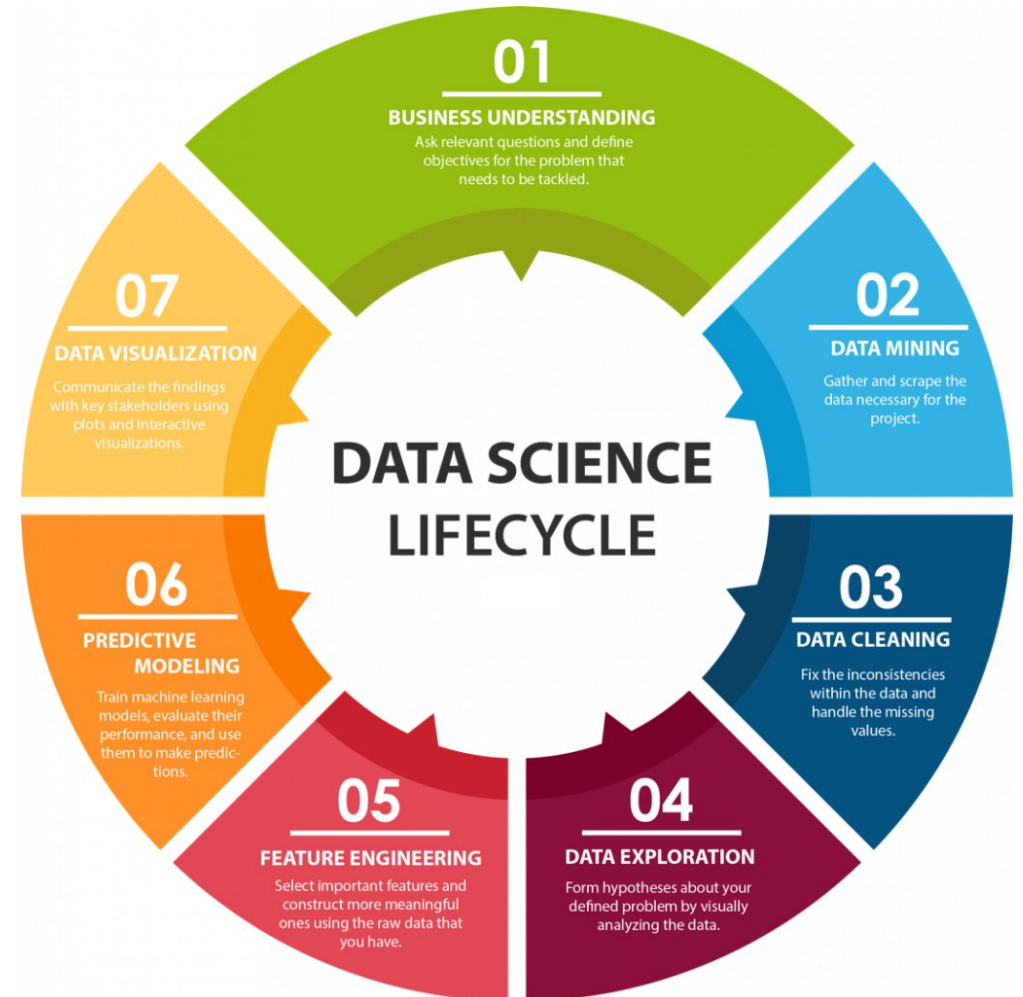 01
BUSINESS UNDERSTANDING
Ask relevant questions and define
objectives for the problem that
needs to be tackled.
02
DATA MINING
Gather and scrape the
data necessary for the
project.
03
DATA CLEANING
Fix the inconsistencies
within the data and
handle the missing
values.
04
DATA EXPLORATION
Form hypotheses about your
defined problem by visually
analyzing the data.
05
FEATURE ENGINEERING
Select important features and
construct more meaningful
ones using the raw data that
you have.
06
PREDICTIVE
MODELING
Train machine learning
models, evaluate their
performance, and use
them to make predic-
tions.
07
DATA VISUALIZATION
Communicate the findings
with key stakeholders using
plots and interactive
visualizations.
DATA SCIENCE
LIFECYCLE